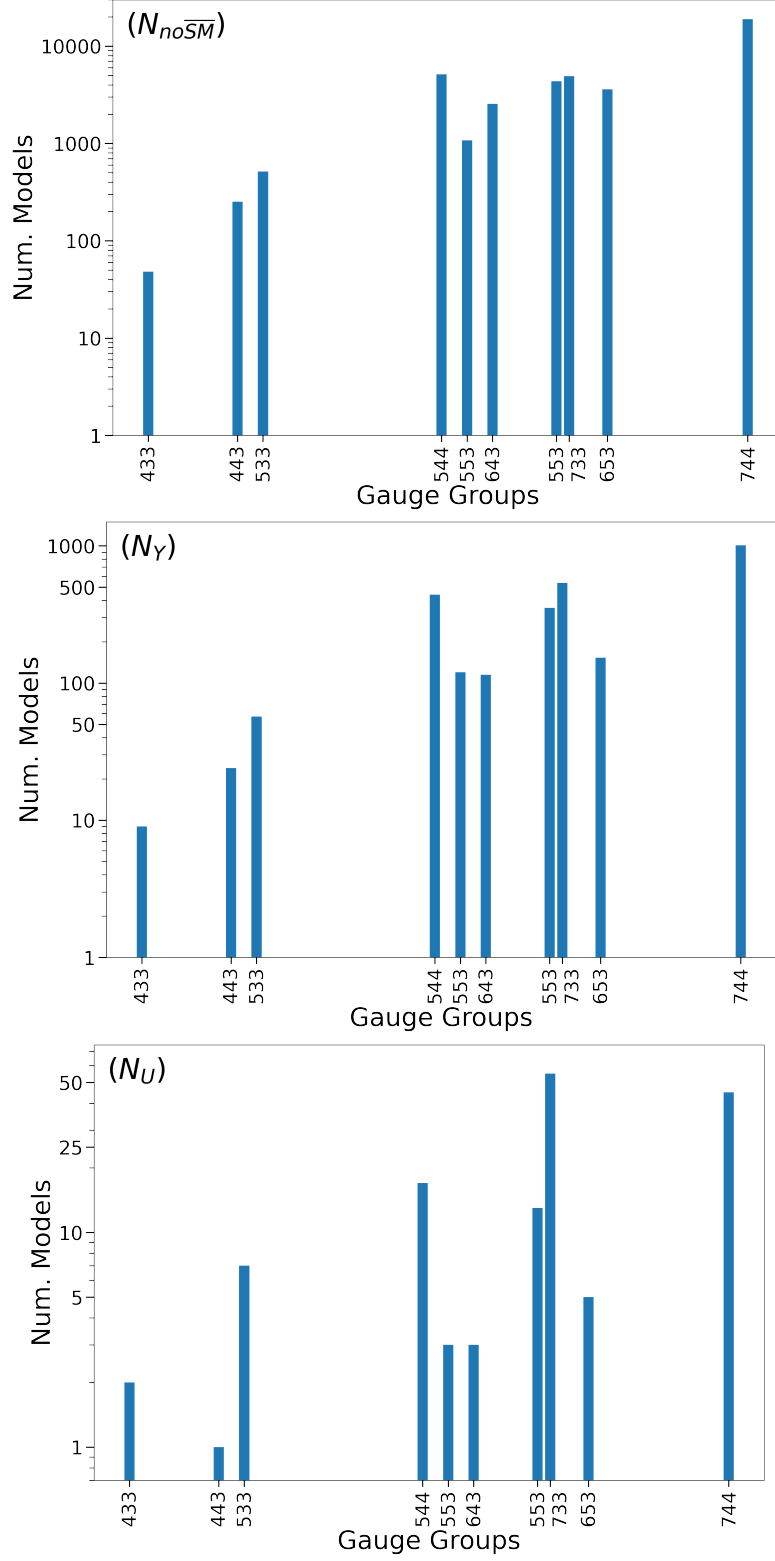 (N_{no\overline{SM}})
10000
1000
100
10
1
Num. Models
433 443 533 544 553 643 553 733 653 744
Gauge Groups
(N_Y)
1000
500
100
50
10
1
Num. Models
433 443 533 544 553 643 553 733 653 744
Gauge Groups
(N_U)
50
25
10
5
1
Num. Models
433 443 533 544 553 643 553 733 653 744
Gauge Groups